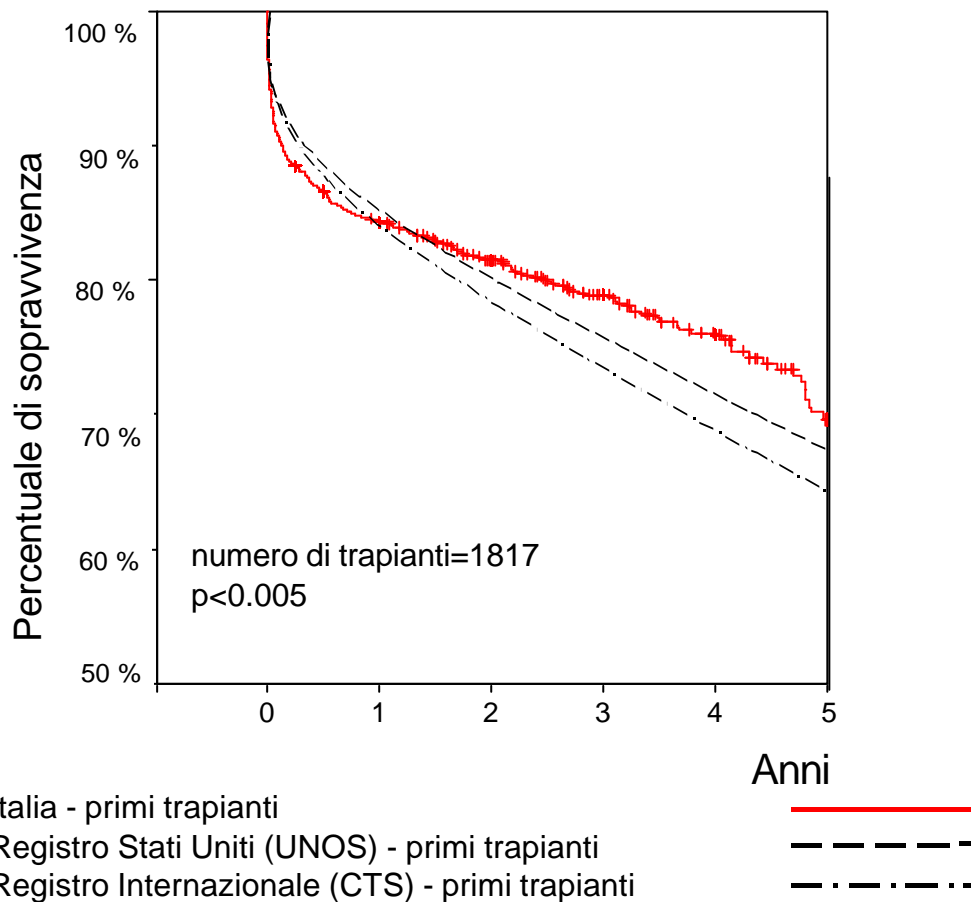 100 %
90 %
80 %
70 %
60 %
50 %
Percentuale di sopravvivenza
numero di trapianti=1817
p<0.005
0 1 2 3 4 5
Anni
talia - primi trapianti
Registro Stati Uniti (UNOS) - primi trapianti
Registro Internazionale (CTS) - primi trapianti